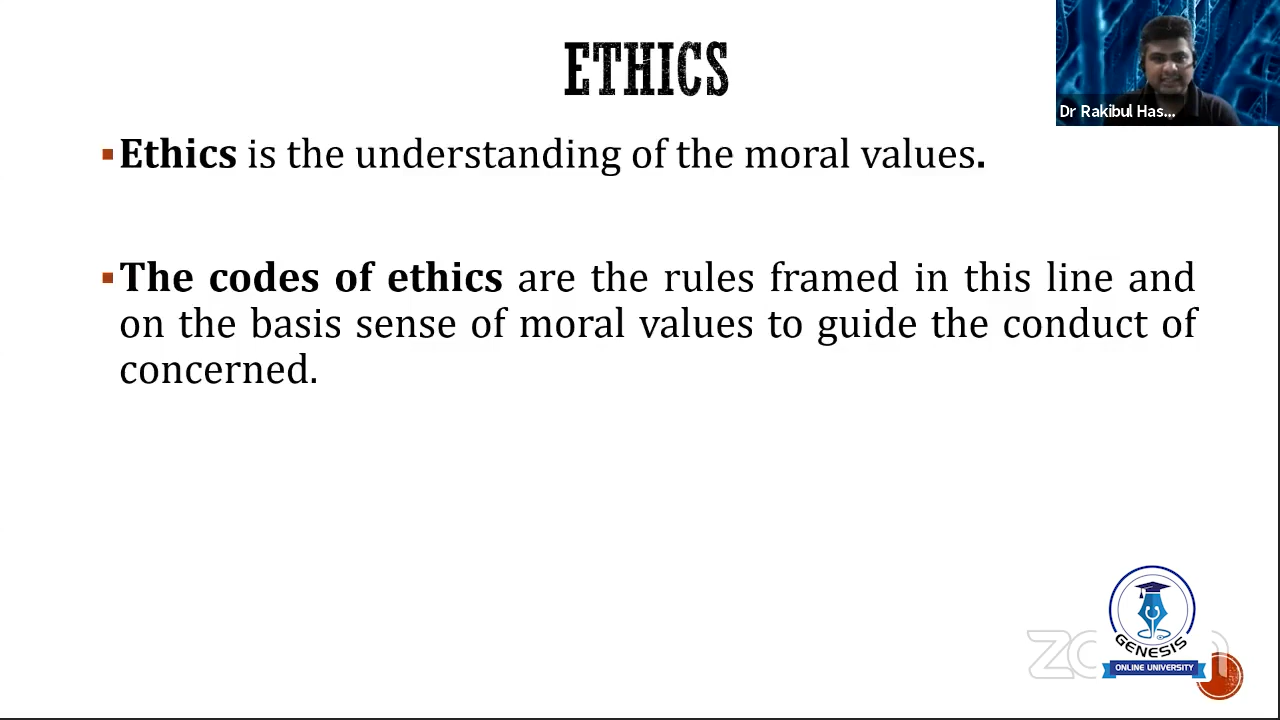 ETHICS
Dr Rakibul Has...
▪Ethics is the understanding of the moral values.
▪The codes of ethics are the rules framed in this line and
on the basis sense of moral values to guide the conduct of
concerned.
GENESIS
ONLINE UNIVERSITY